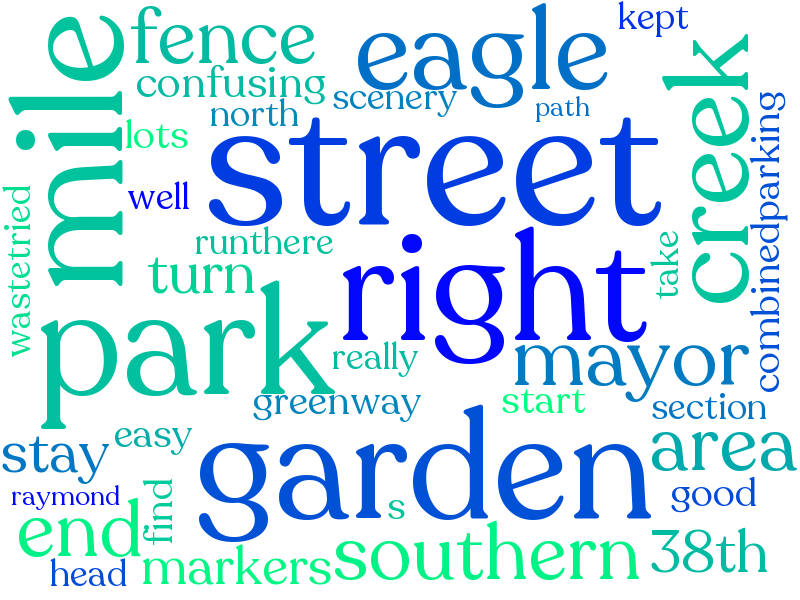 kept
fence
eagle
mile
creek
confusing
scenery
north
path
lots
street
combinedparking
well
wastetried
runthere
right
take
turn
park
really
mayor
greenway
start
section
garden
stay
easy
area
raymond
find
s
good
end
southern
38th
markers
head